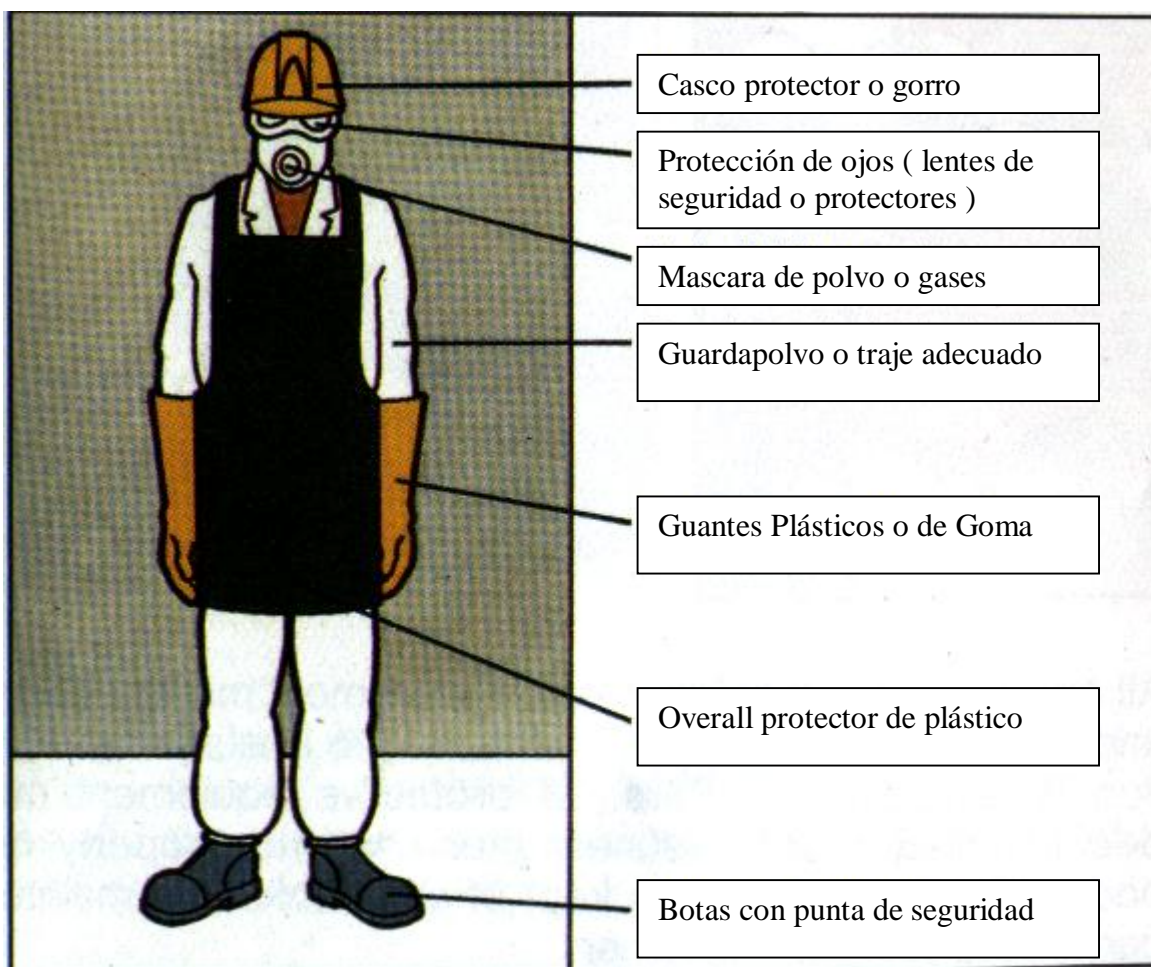 Casco protector o gorro
Protección de ojos ( lentes de
seguridad o protectores )
Mascara de polvo o gases
Guardapolvo o traje adecuado
Guantes Plásticos o de Goma
Overall protector de plástico
Botas con punta de seguridad